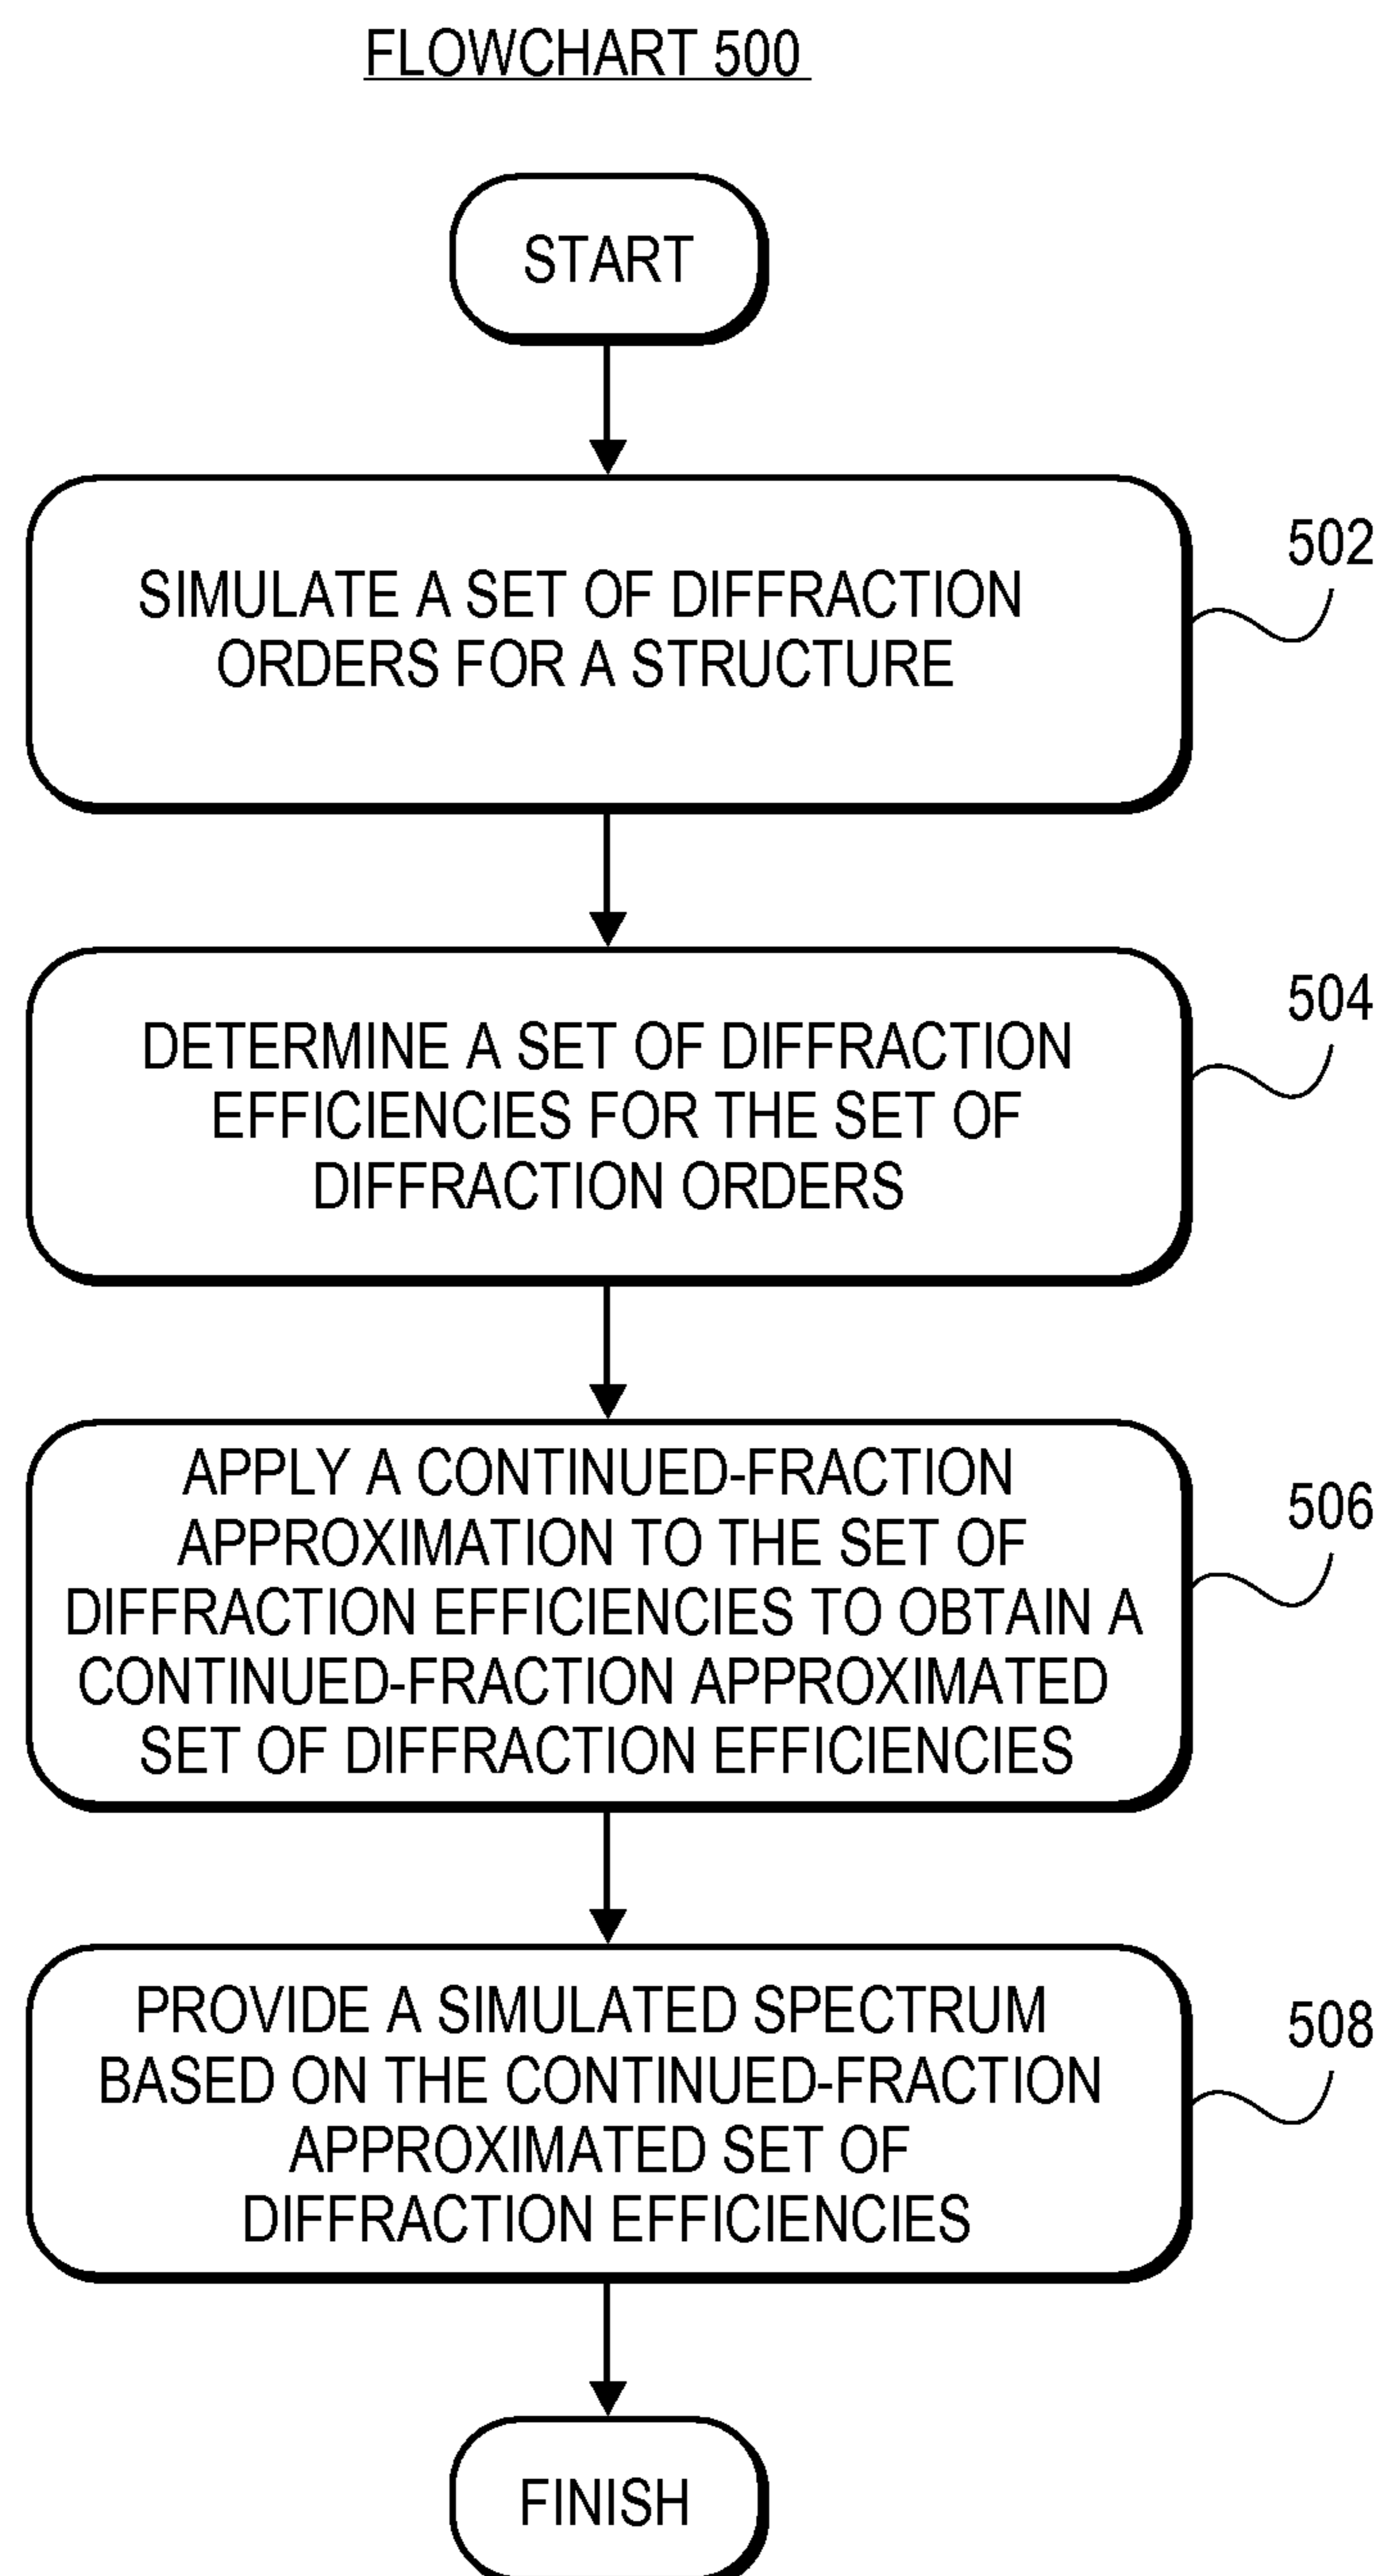 FLOWCHART 500
START
SIMULATE A SET OF DIFFRACTION
ORDERS FOR A STRUCTURE
502
DETERMINE A SET OF DIFFRACTION
EFFICIENCIES FOR THE SET OF
DIFFRACTION ORDERS
504
APPLY A CONTINUED-FRACTION
APPROXIMATION TO THE SET OF
DIFFRACTION EFFICIENCIES TO OBTAIN A
CONTINUED-FRACTION APPROXIMATED
SET OF DIFFRACTION EFFICIENCIES
506
PROVIDE A SIMULATED SPECTRUM
BASED ON THE CONTINUED-FRACTION
APPROXIMATED SET OF
DIFFRACTION EFFICIENCIES
508
FINISH